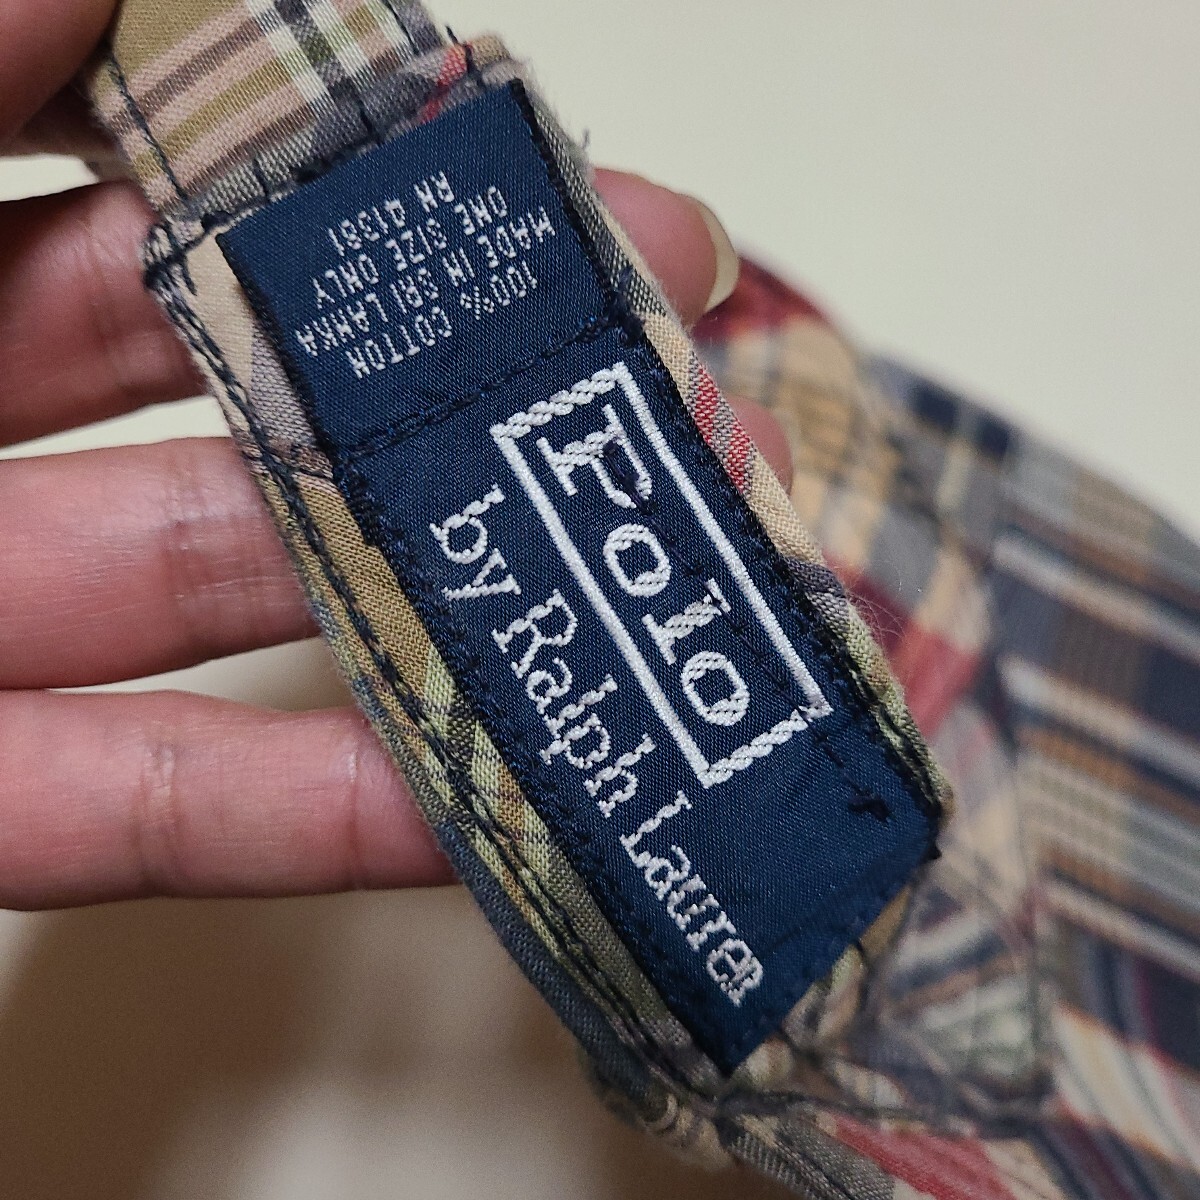 Polo
by Ralph Lauren
100% COTTON
MADE IN SRI LANKA
ONE SIZE ONLY
RN 41381